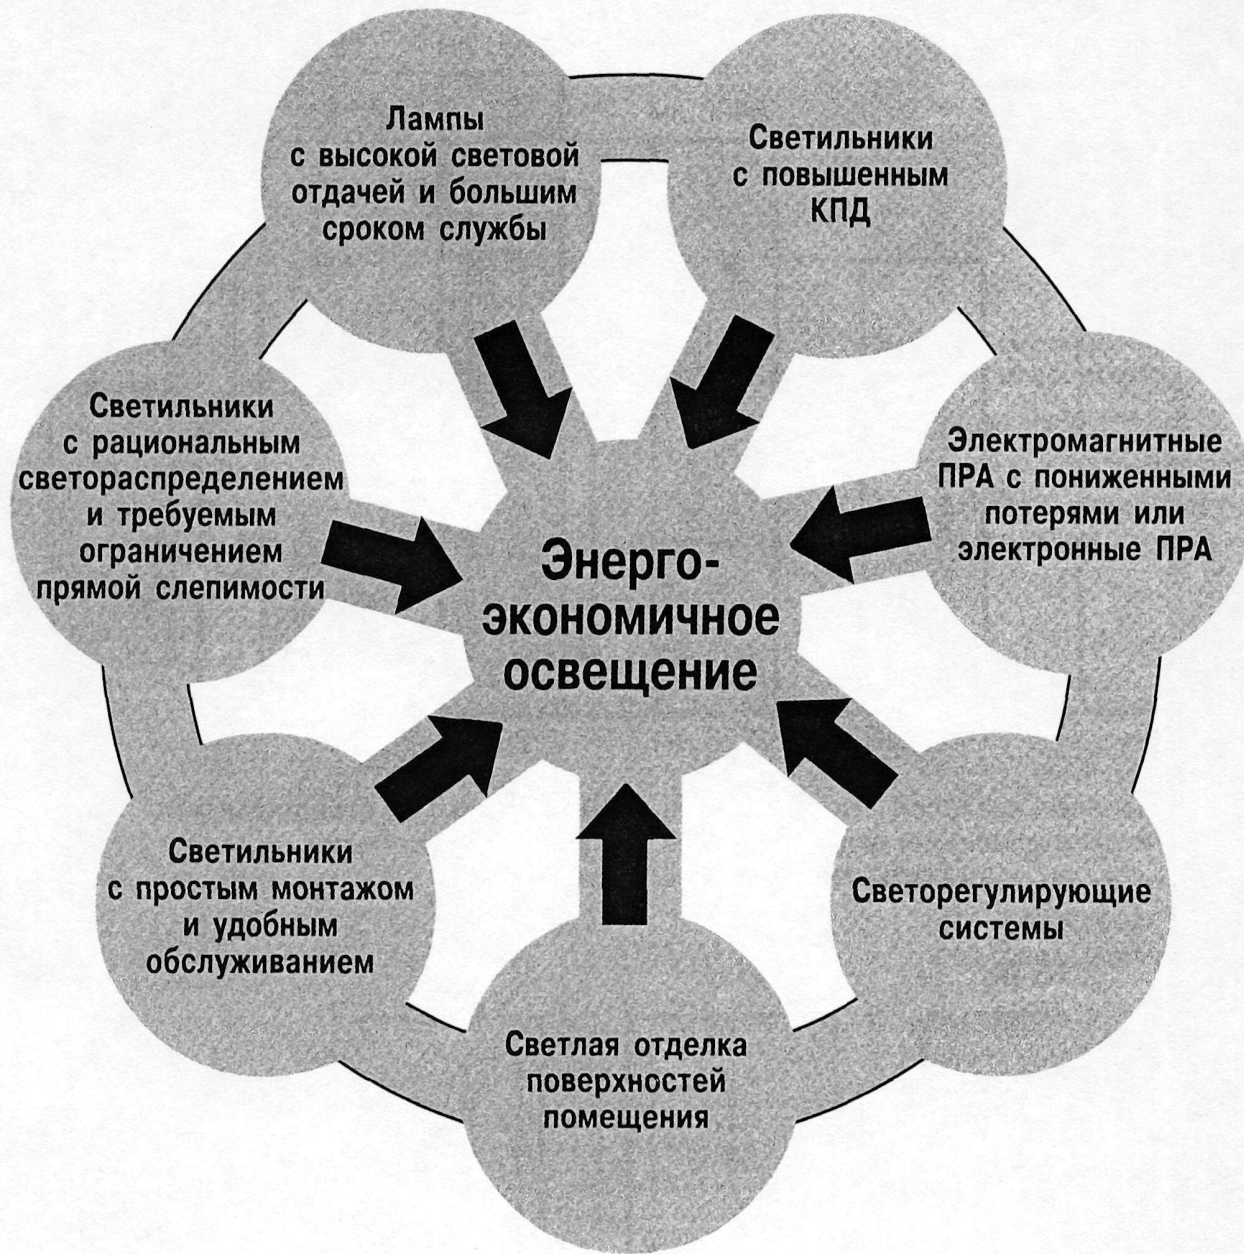 Лампы
с высокой световой
отдачей и большим
сроком службы
Светильники
с повышенным
КПД
Светильники
с рациональным
светораспределением
и требуемым
ограничением
прямой слепимости
Электромагнитные
ПРА с пониженными
потерями или
электронные ПРА
Энерго-
экономичное
освещение
Светильники
с простым монтажом
и удобным
обслуживанием
Светорегулирующие
системы
Светлая отделка
поверхностей
помещения